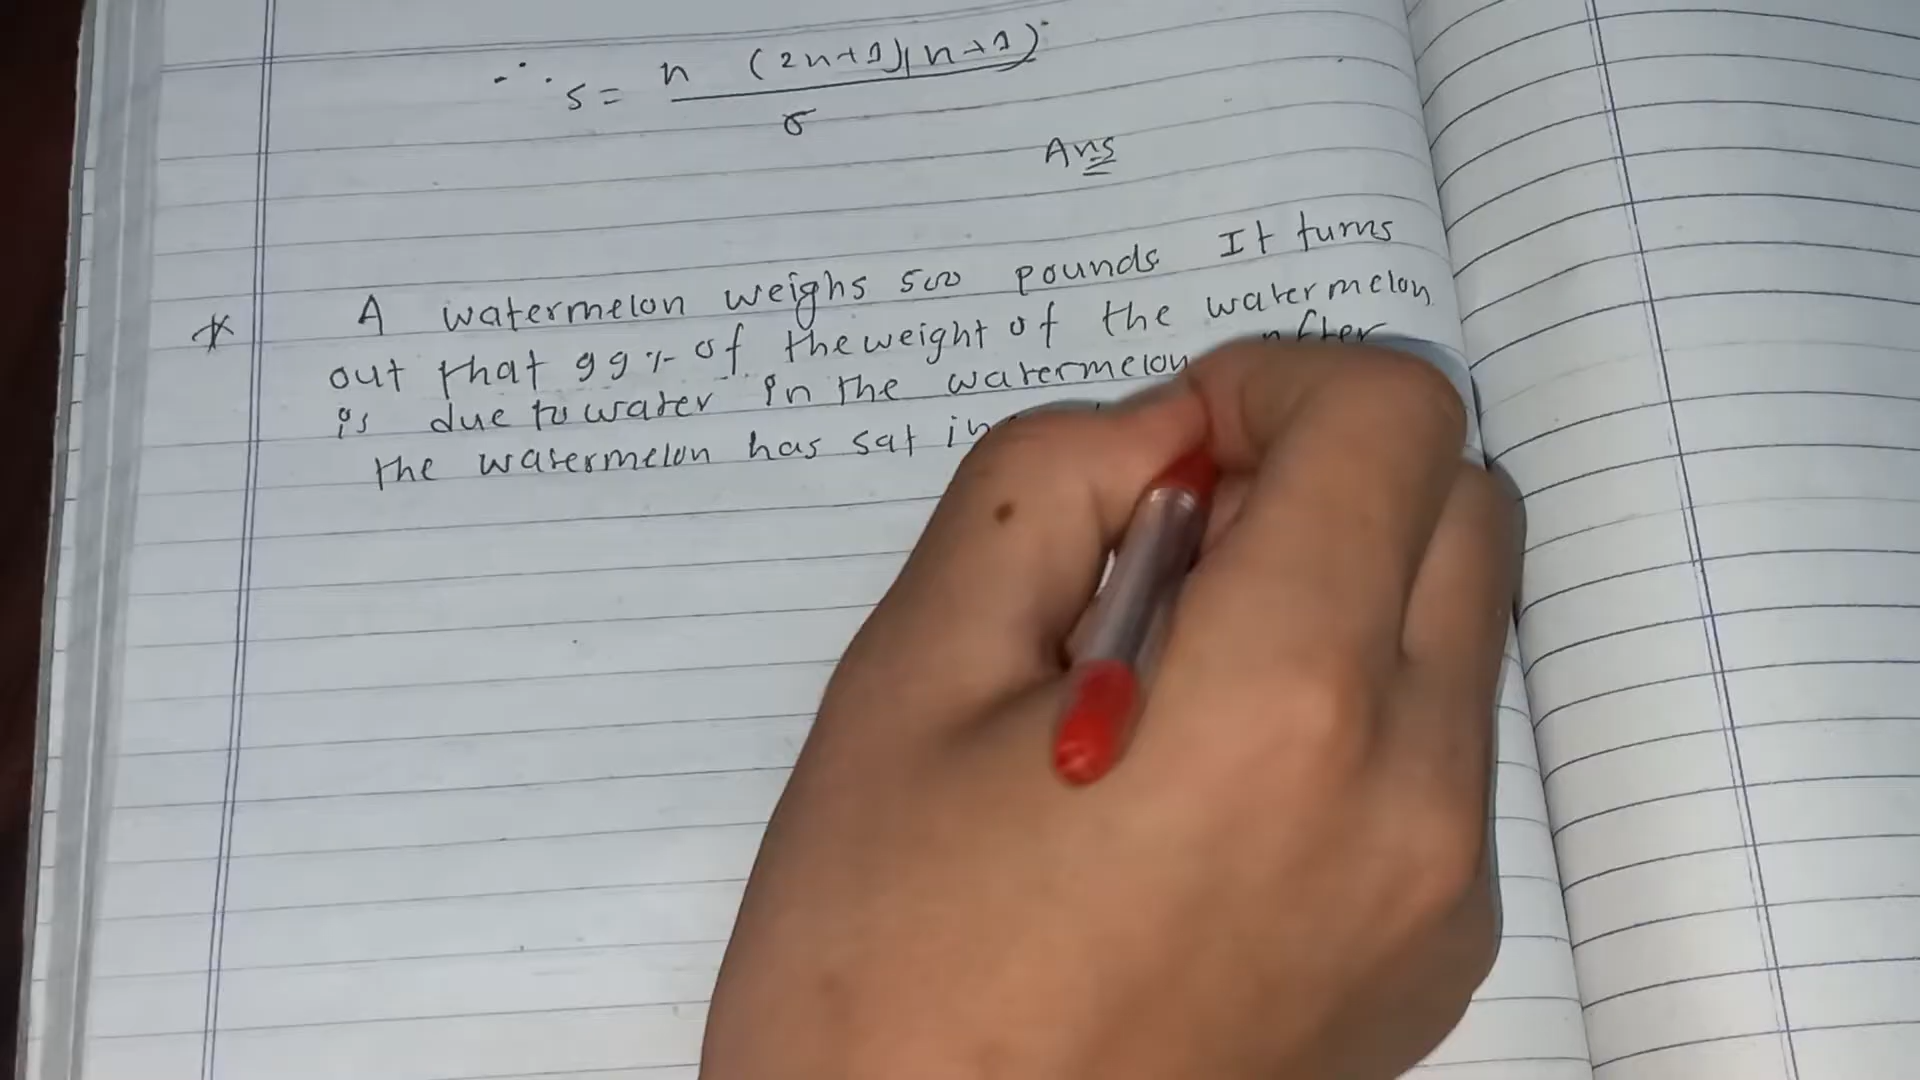 ∴ s = n (2n+1)(n+1) / 6
Ans
* A watermelon weighs 500 pounds It turns
out that 99% of the weight of the watermelon
is due to water in the watermelon after
the watermelon has sat in